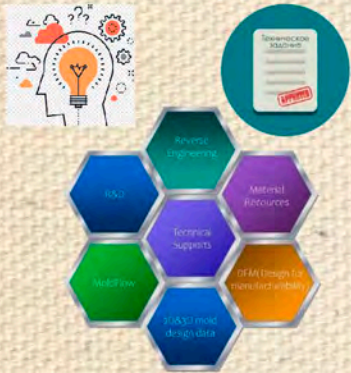 ???
Техническое
задание
Reverse
Engineering
R&D
Material
Resources
Technical
Supports
MoldFlow
DFM(Design for
manufacturability)
2D&3D mold
design data